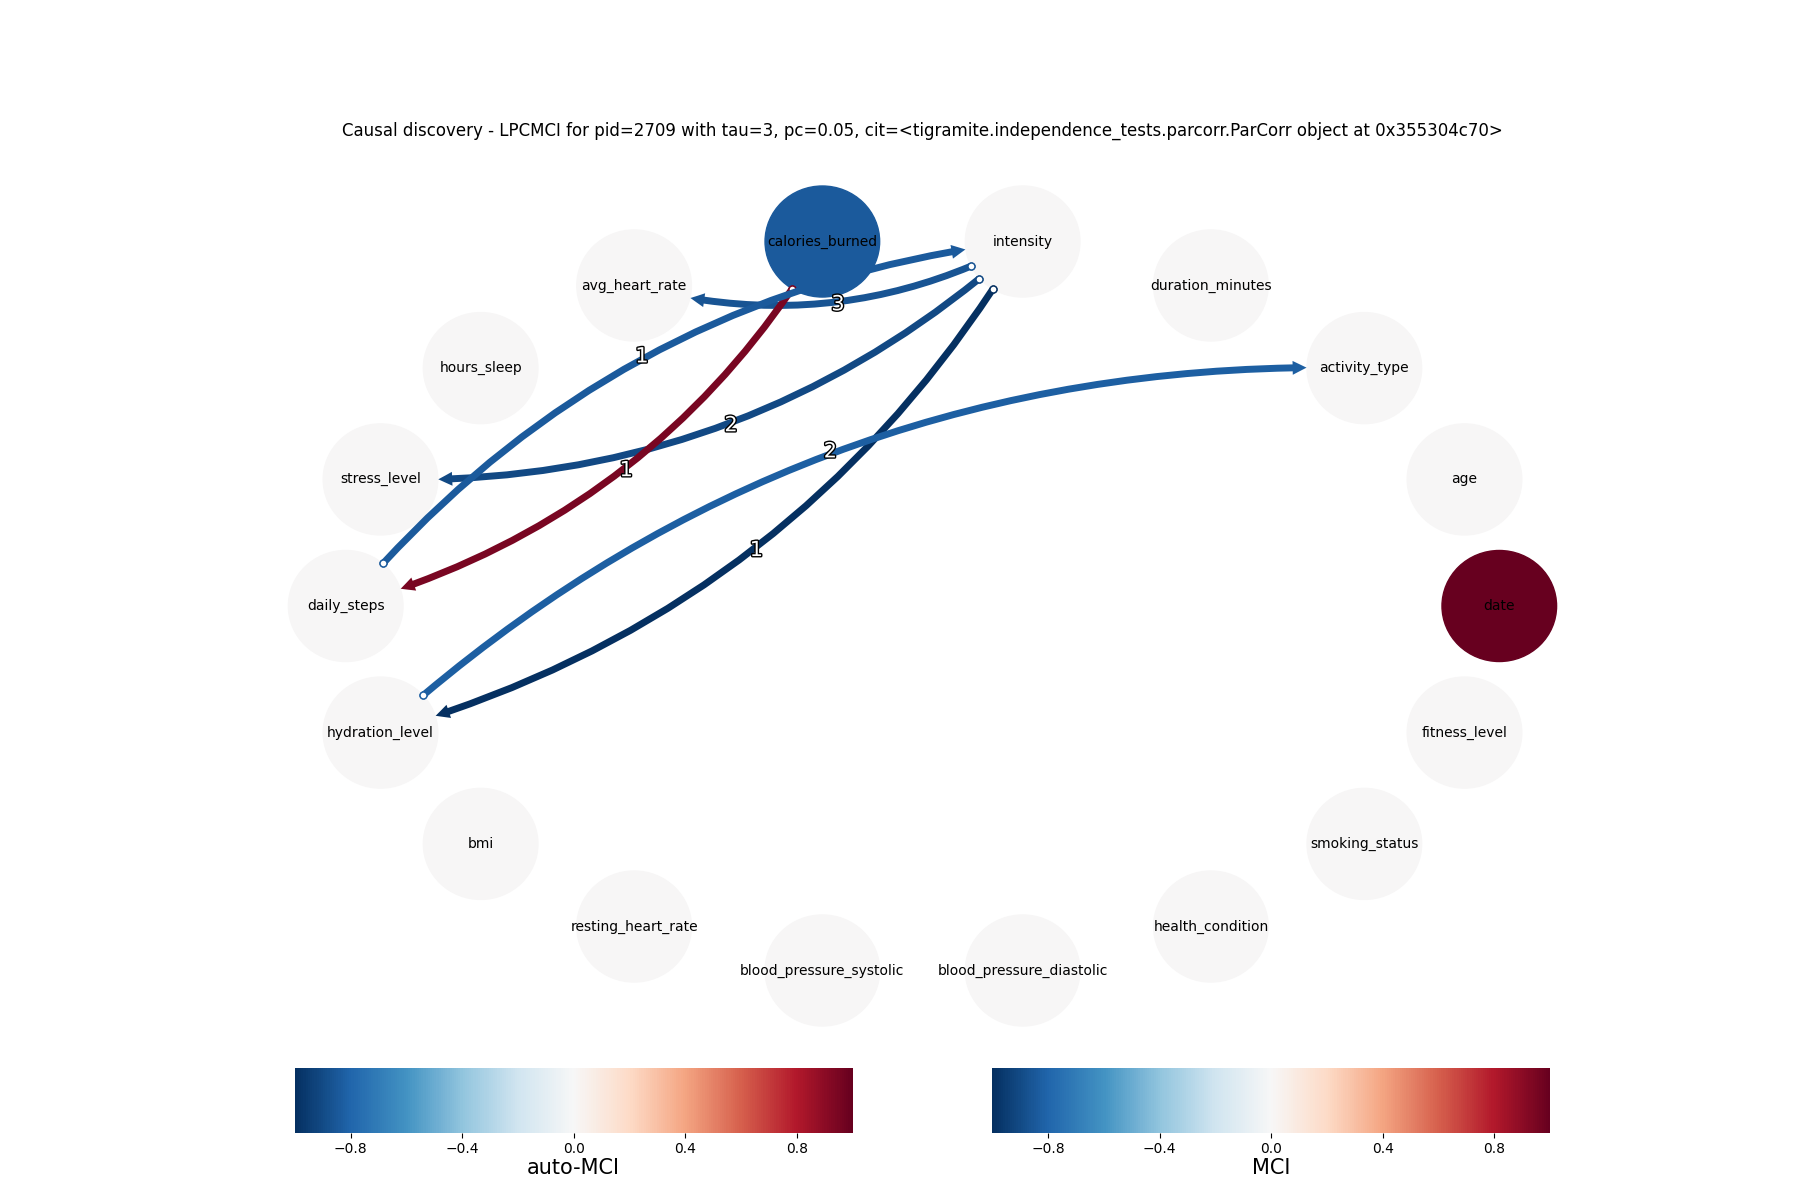 Causal discovery - LPCMCI for pid=2709 with tau=3, pc=0.05, cit=<tigramite.independence_tests.parcorr.ParCorr object at 0x355304c70>
calories_burned
intensity
avg_heart_rate
duration_minutes
3
1
hours_sleep
activity_type
2
2
1
stress_level
age
1
daily_steps
date
hydration_level
fitness_level
bmi
smoking_status
resting_heart_rate
health_condition
blood_pressure_systolic
blood_pressure_diastolic
−0.8 −0.4 0.0 0.4 0.8
auto-MCI
−0.8 −0.4 0.0 0.4 0.8
MCI